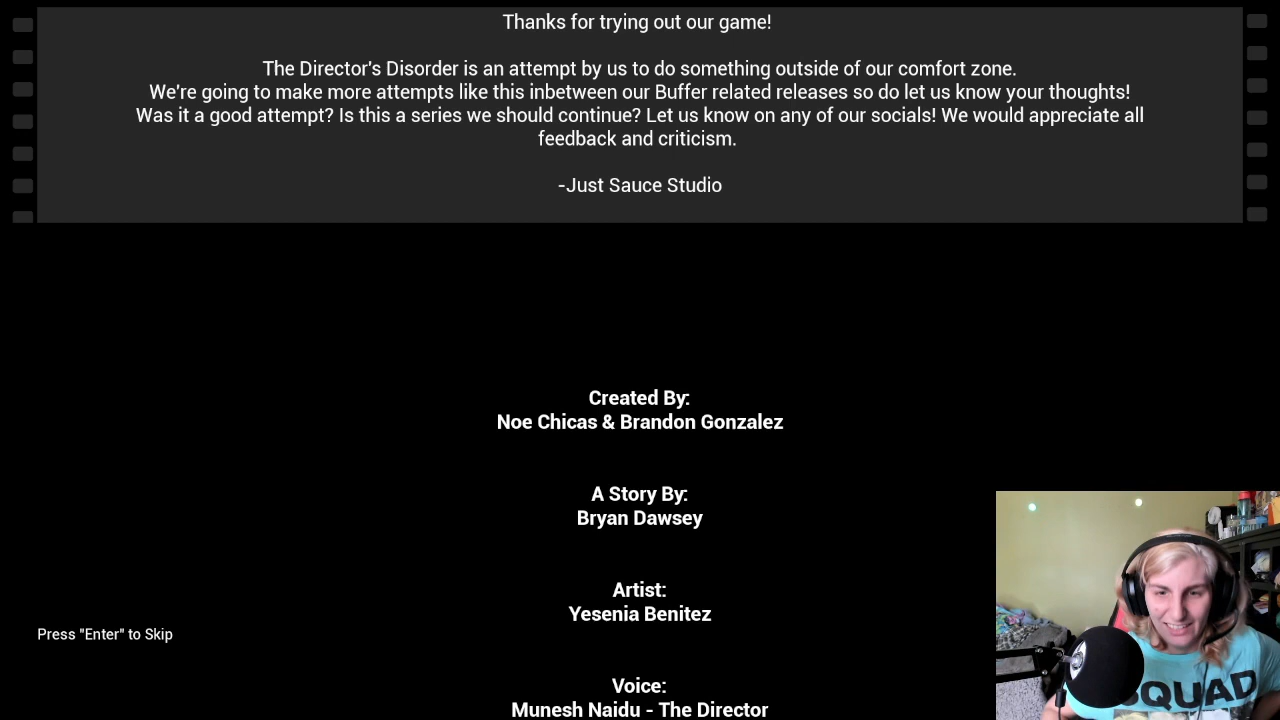 Thanks for trying out our game!
The Director's Disorder is an attempt by us to do something outside of our comfort zone.
We're going to make more attempts like this inbetween our Buffer related releases so do let us know your thoughts!
Was it a good attempt? Is this a series we should continue? Let us know on any of our socials! We would appreciate all
feedback and criticism.
-Just Sauce Studio
Created By:
Noe Chicas & Brandon Gonzalez
A Story By:
Bryan Dawsey
Artist:
Yesenia Benitez
Press "Enter" to Skip
Voice:
Munesh Naidu - The Director
SQUAD